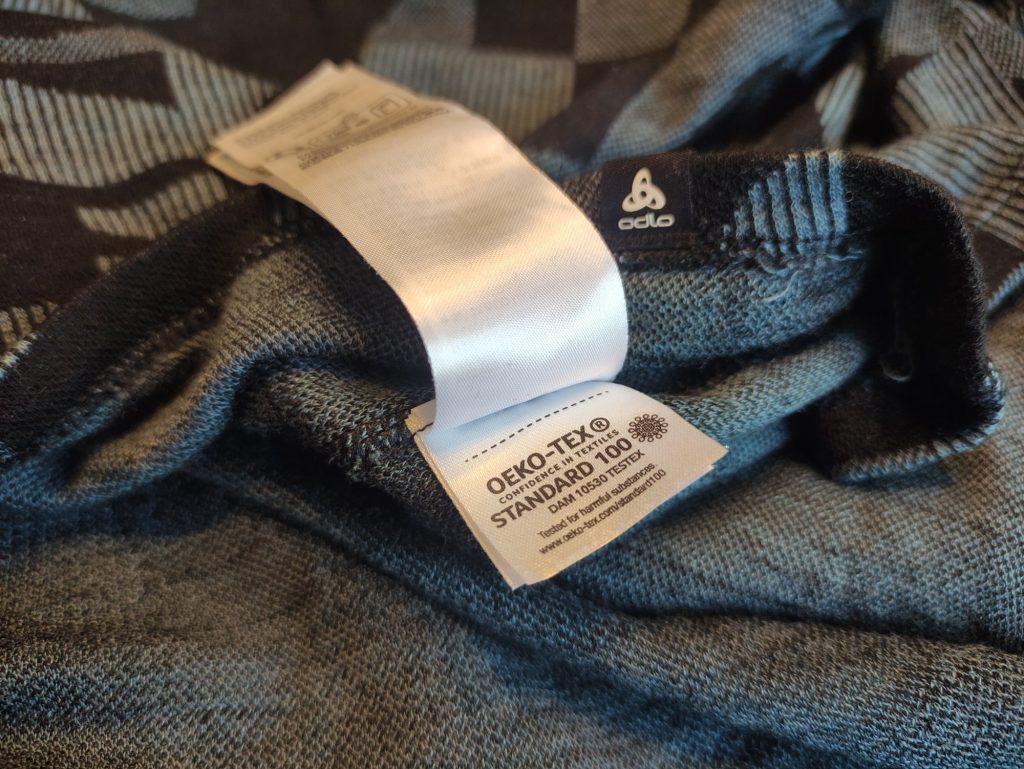 odlo
OEKO-TEX®
CONFIDENCE IN TEXTILES
STANDARD 100
DAM 10530 TESTEX
Tested for harmful substances.
www.oeko-tex.com/standard100